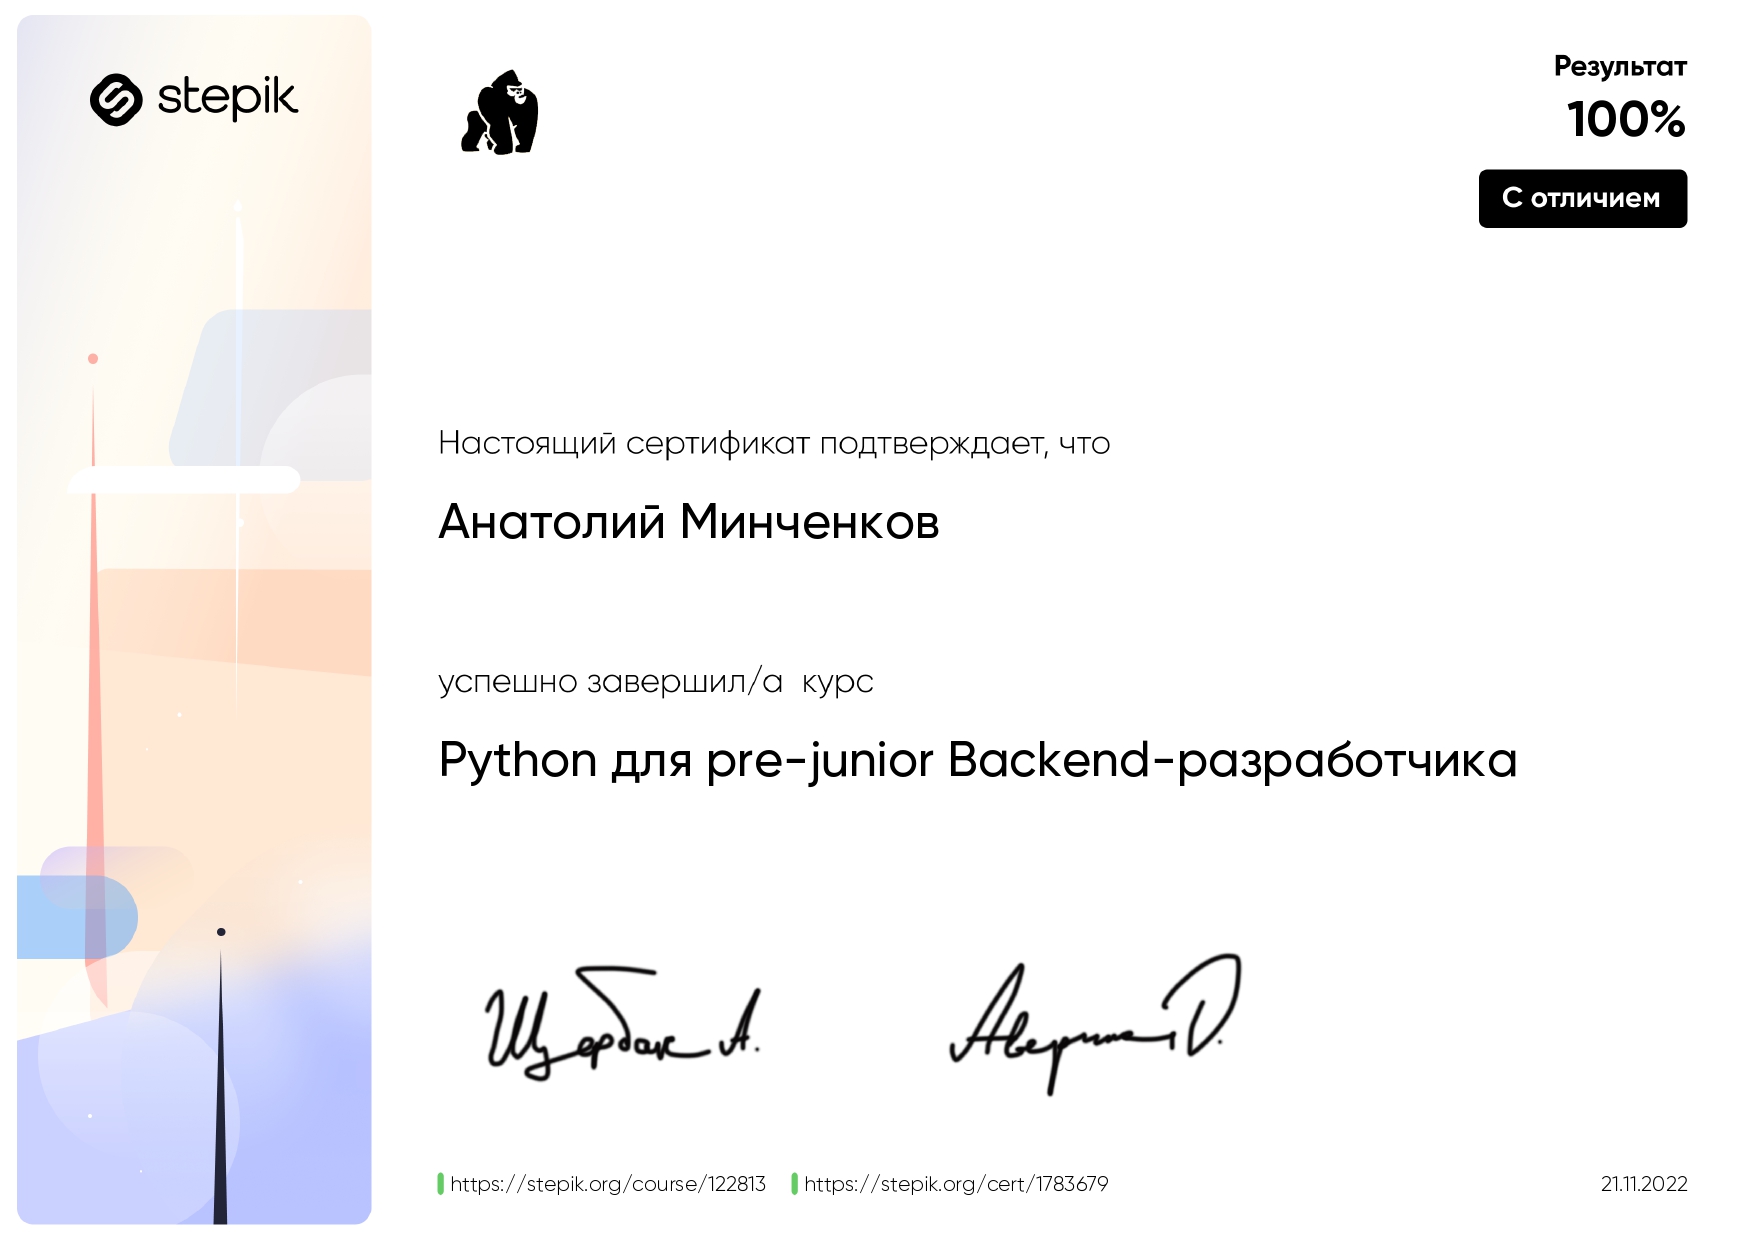 stepik
Результат
100%
С отличием
Настоящий сертификат подтверждает, что
Анатолий Минченков
успешно завершил/а  курс
Python для pre-junior Backend-разработчика
Щербак А.
Аверина Д.
https://stepik.org/course/122813
https://stepik.org/cert/1783679
21.11.2022